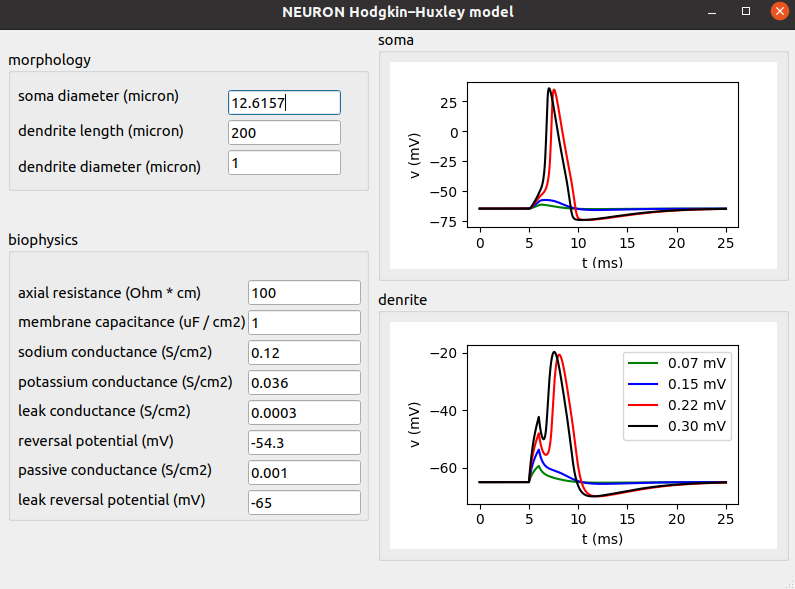 NEURON Hodgkin–Huxley model
morphology
soma diameter (micron) 12.6157
dendrite length (micron) 200
dendrite diameter (micron) 1
biophysics
axial resistance (Ohm * cm) 100
membrane capacitance (uF / cm2) 1
sodium conductance (S/cm2) 0.12
potassium conductance (S/cm2) 0.036
leak conductance (S/cm2) 0.0003
reversal potential (mV) -54.3
passive conductance (S/cm2) 0.001
leak reversal potential (mV) -65
soma
v (mV)
25
0
−25
−50
−75
0 5 10 15 20 25
t (ms)
denrite
v (mV)
−20
−40
−60
0.07 mV
0.15 mV
0.22 mV
0.30 mV
0 5 10 15 20 25
t (ms)